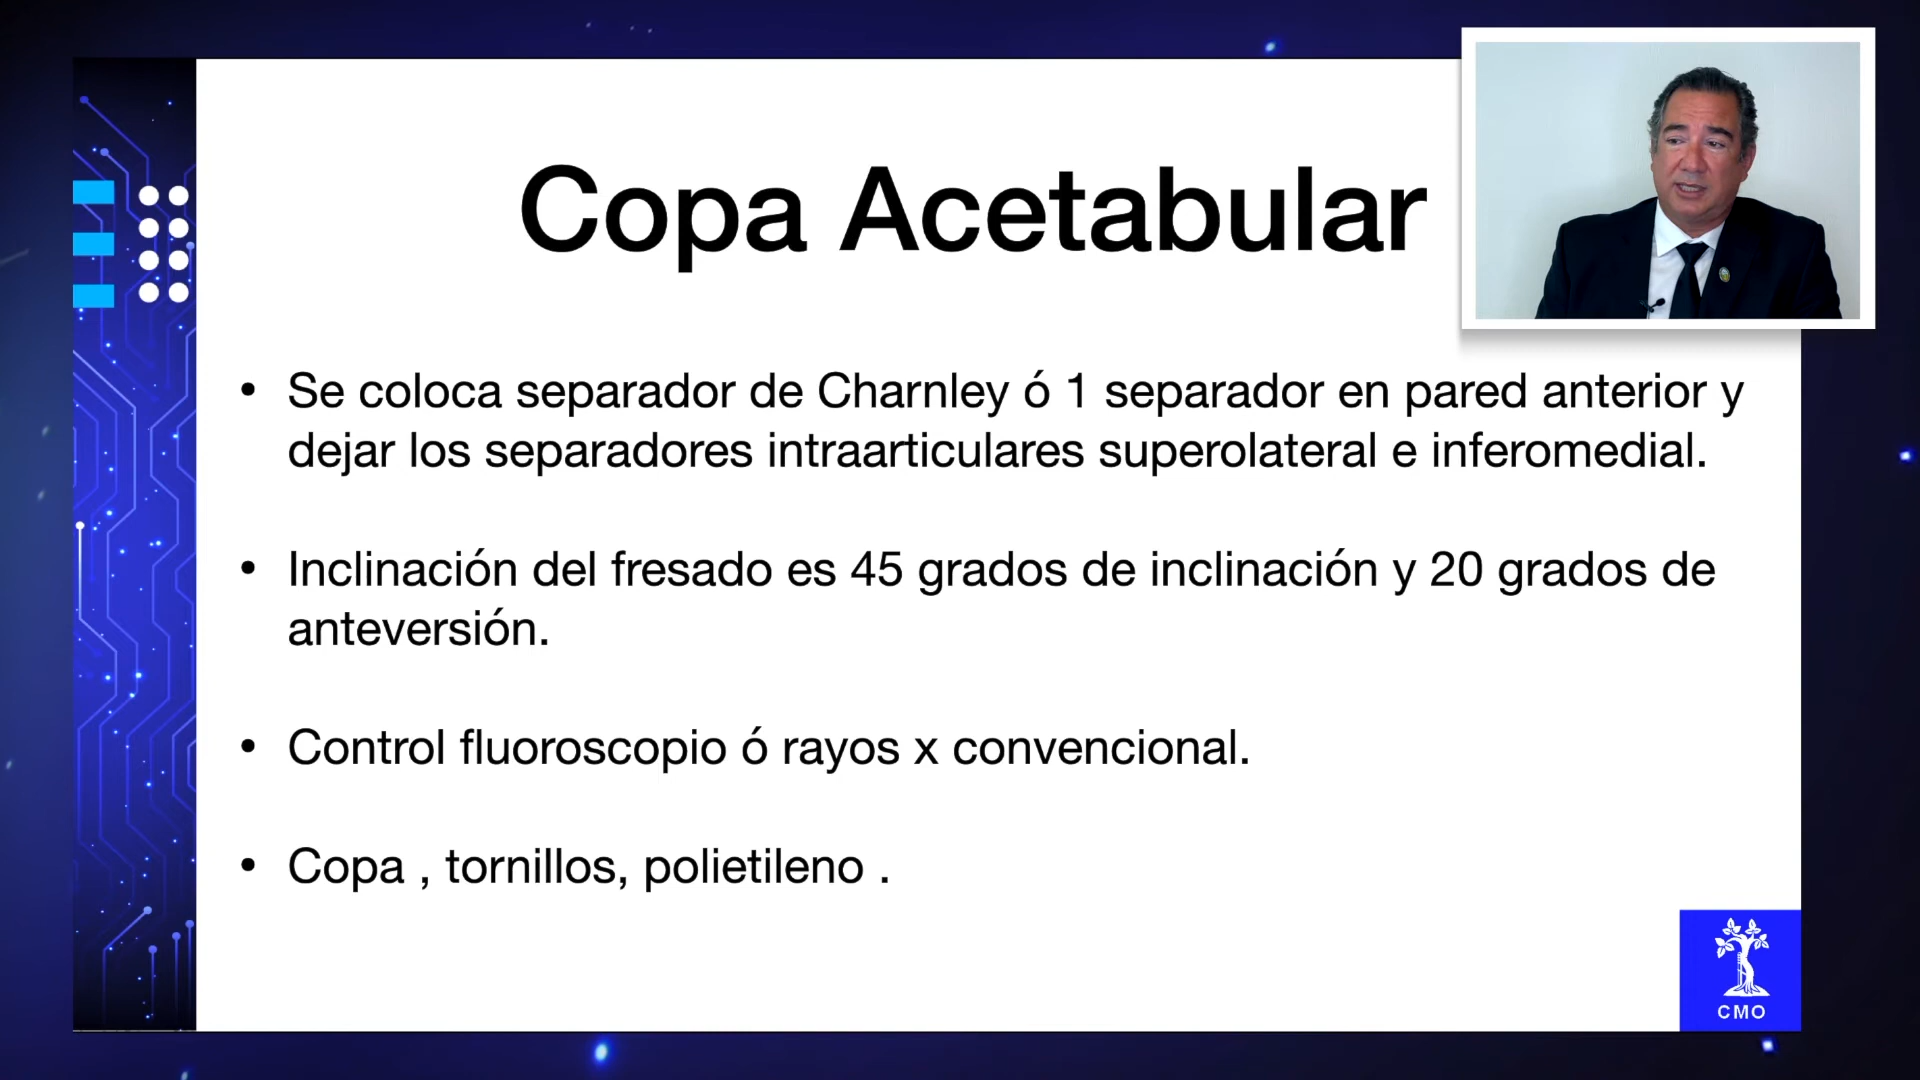 Copa Acetabular
• Se coloca separador de Charnley ó 1 separador en pared anterior y
dejar los separadores intraarticulares superolateral e inferomedial.
• Inclinación del fresado es 45 grados de inclinación y 20 grados de
anteversión.
• Control fluoroscopio ó rayos x convencional.
• Copa , tornillos, polietileno .
CMO